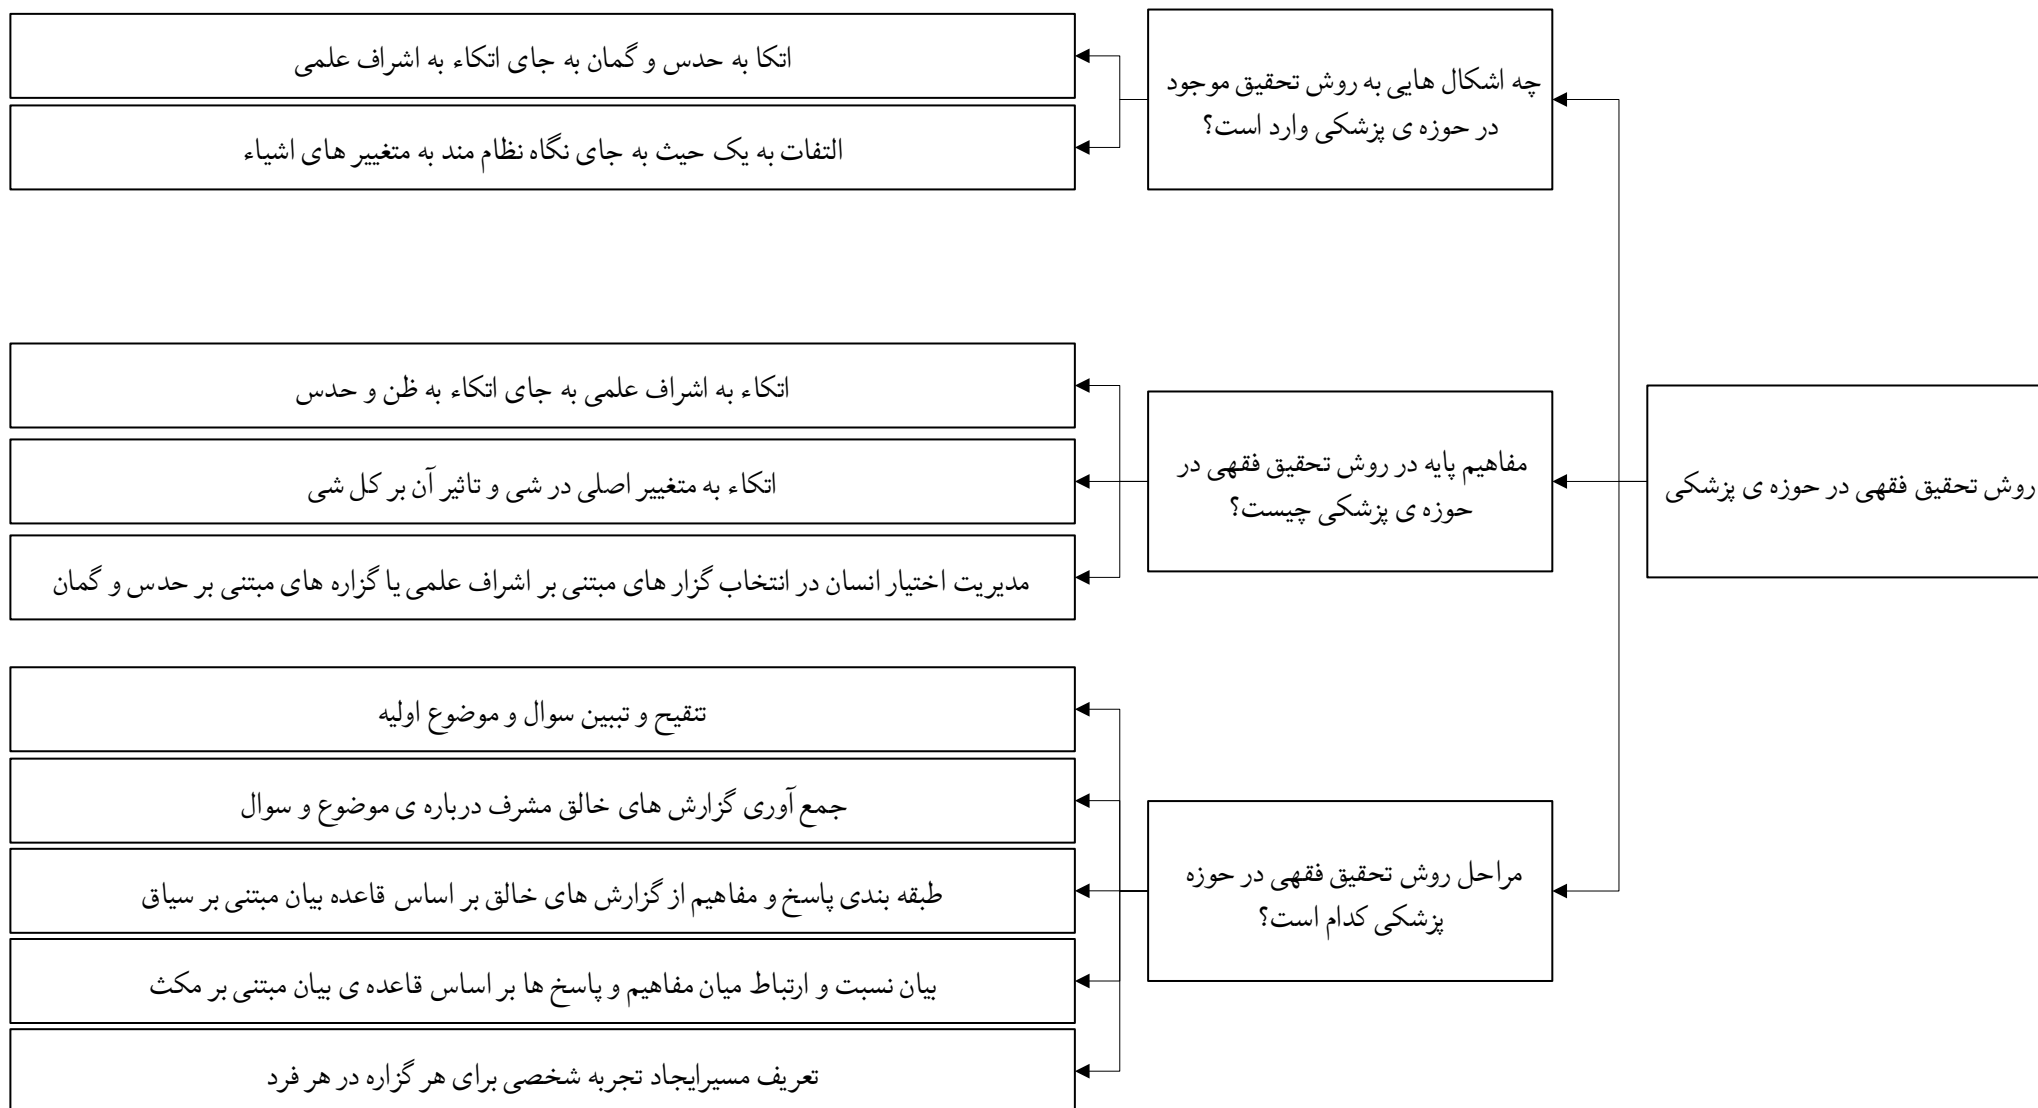 روش تحقیق فقهی در حوزه ی پزشکی
چه اشکال هایی به روش تحقیق موجود
در حوزه ی پزشکی وارد است؟
اتکا به حدس و گمان به جای اتکاء به اشراف علمی
التفات به یک حیث به جای نگاه نظام مند به متغییر های اشیاء
مفاهیم پایه در روش تحقیق فقهی در
حوزه ی پزشکی چیست؟
اتکاء به اشراف علمی به جای اتکاء به ظن و حدس
اتکاء به متغییر اصلی در شی و تاثیر آن بر کل شی
مدیریت اختیار انسان در انتخاب گزار های مبتنی بر اشراف علمی یا گزاره های مبتنی بر حدس و گمان
مراحل روش تحقیق فقهی در حوزه
پزشکی کدام است؟
تنقیح و تببین سوال و موضوع اولیه
جمع آوری گزارش های خالق مشرف درباره ی موضوع و سوال
طبقه بندی پاسخ و مفاهیم از گزارش های خالق بر اساس قاعده بیان مبتنی بر سیاق
بیان نسبت و ارتباط میان مفاهیم و پاسخ ها بر اساس قاعده ی بیان مبتنی بر مکث
تعریف مسیرایجاد تجربه شخصی برای هر گزاره در هر فرد